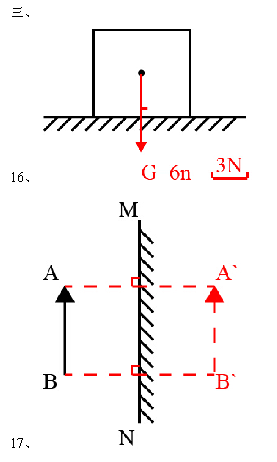 三、
G 6n 3N
16、
M
A A`
B B`
N
17、